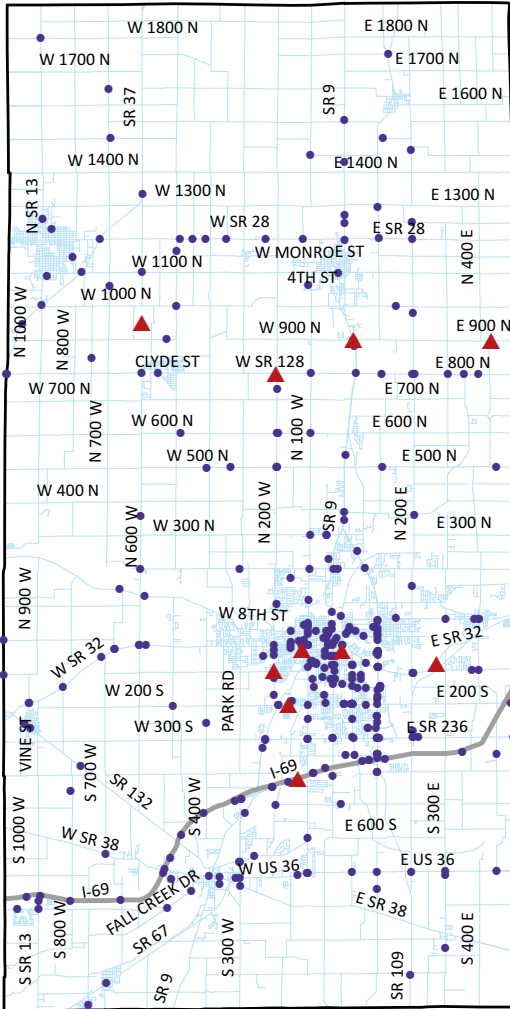 W 1800 N
E 1800 N
W 1700 N
E 1700 N
SR 37
SR 9
E 1600 N
W 1400 N
E 1400 N
N SR 13
W 1300 N
E 1300 N
W SR 28
E SR 28
W MONROE ST
N 400 E
W 1100 N
4TH ST
W 1000 N
N 1000 W
N 800 W
W 900 N
E 900 N
CLYDE ST
W SR 128
E 800 N
W 700 N
E 700 N
N 700 W
N 100 W
W 600 N
E 600 N
W 500 N
E 500 N
W 400 N
N 200 W
SR 9
N 200 E
N 600 W
W 300 N
E 300 N
N 900 W
W 8TH ST
W SR 32
E SR 32
W 200 S
PARK RD
E 200 S
VINE ST
W 300 S
E SR 236
S 700 W
I-69
SR 132
S 400 W
S 300 E
S 1000 W
W SR 38
E 600 S
W US 36
E US 36
I-69
FALL CREEK DR
E SR 38
S SR 13
S 800 W
SR 67
S 300 W
S 400 E
SR 9
SR 109